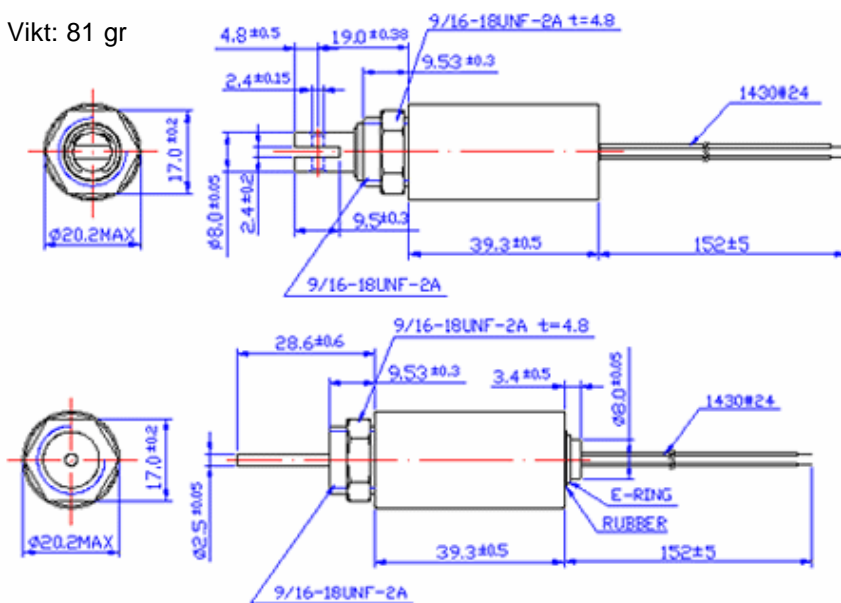 Vikt: 81 gr
9/16-18UNF-2A t=4.8
4.8±0.5
19.0±0.38
9.53±0.3
2.4±0.15
1430#24
17.0±0.2
Ø8.0±0.05
2.4±0.2
9.5±0.3
Ø20.2MAX
39.3±0.5
152±5
9/16-18UNF-2A
9/16-18UNF-2A t=4.8
28.6±0.6
9.53±0.3
3.4±0.5
Ø8.0±0.05
1430#24
17.0±0.2
Ø2.5±0.05
E-RING
RUBBER
Ø20.2MAX
39.3±0.5
152±5
9/16-18UNF-2A